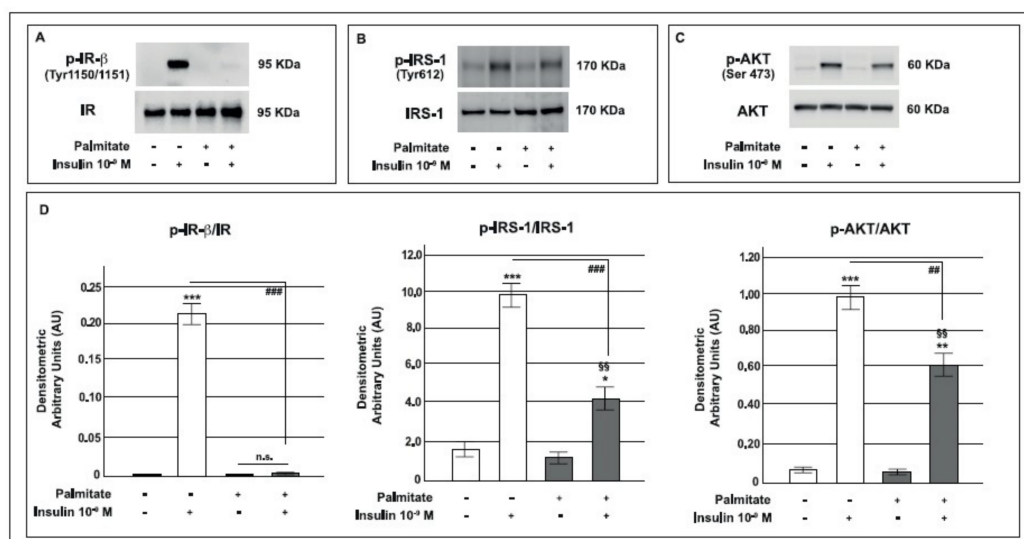 A
p-IR-β
(Tyr1150/1151)
95 KDa
IR
95 KDa
Palmitate - - + +
Insulin 10⁻⁹ M - + - +
B
p-IRS-1
(Tyr612)
170 KDa
IRS-1
170 KDa
Palmitate - - + +
Insulin 10⁻⁹ M - + - +
C
p-AKT
(Ser 473)
60 KDa
AKT
60 KDa
Palmitate - - + +
Insulin 10⁻⁹ M - + - +
D
p-IR-β/IR
Densitometric
Arbitrary Units (AU)
0.25
0.20
0.15
0.10
0.05
0
***
###
n.s.
Palmitate - - + +
Insulin 10⁻⁹ M - + - +
p-IRS-1/IRS-1
Densitometric
Arbitrary Units (AU)
12.0
10.0
8.0
6.0
4.0
2.0
0
***
###
§§
*
Palmitate - - + +
Insulin 10⁻⁹ M - + - +
p-AKT/AKT
Densitometric
Arbitrary Units (AU)
1.20
1.00
0.80
0.60
0.40
0.20
0
***
##
§§
**
Palmitate - - + +
Insulin 10⁻⁹ M - + - +